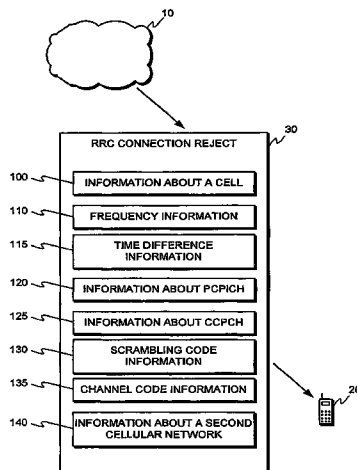 10
RRC CONNECTION REJECT
30
100
INFORMATION ABOUT A CELL
110
FREQUENCY INFORMATION
115
TIME DIFFERENCE
INFORMATION
120
INFORMATION ABOUT PCPICH
125
INFORMATION ABOUT CCPCH
130
SCRAMBLING CODE
INFORMATION
135
CHANNEL CODE INFORMATION
140
INFORMATION ABOUT A SECOND
CELLULAR NETWORK
20